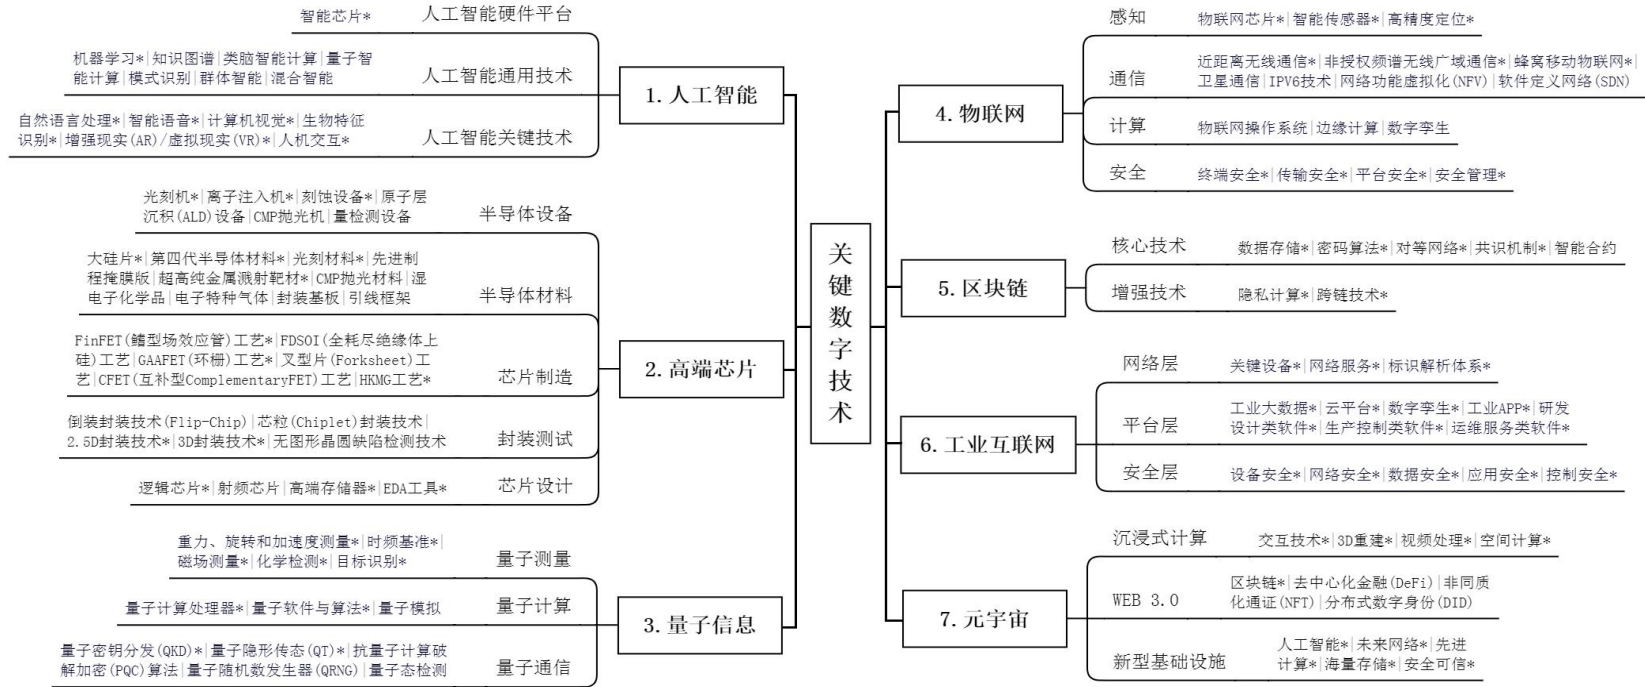 关键数字技术
1.人工智能
人工智能硬件平台
智能芯片*
人工智能通用技术
机器学习*|知识图谱|类脑智能计算|量子智
能计算|模式识别|群体智能|混合智能
人工智能关键技术
自然语言处理*|智能语音*|计算机视觉*|生物特征
识别*|增强现实(AR)/虚拟现实(VR)*|人机交互*
2.高端芯片
半导体设备
光刻机*|离子注入机*|刻蚀设备*|原子层
沉积(ALD)设备|CMP抛光机|量检测设备
半导体材料
大硅片*|第四代半导体材料*|光刻材料*|先进制
程掩膜版|超高纯金属溅射靶材*|CMP抛光材料|湿
电子化学品|电子特种气体|封装基板|引线框架
芯片制造
FinFET(鳍型场效应管)工艺*|FDSOI(全耗尽绝缘体上
硅)工艺|GAAFET(环栅)工艺*|叉型片(Forksheet)工
艺|CFET(互补型ComplementaryFET)工艺|HKMG工艺*
封装测试
倒装封装技术(Flip-Chip)|芯粒(Chiplet)封装技术|
2.5D封装技术*|3D封装技术*|无图形晶圆缺陷检测技术
芯片设计
逻辑芯片*|射频芯片|高端存储器*|EDA工具*
3.量子信息
量子测量
重力、旋转和加速度测量*|时频基准*|
磁场测量*|化学检测*|目标识别*
量子计算
量子计算处理器*|量子软件与算法*|量子模拟
量子通信
量子密钥分发(QKD)*|量子隐形传态(QT)*|抗量子计算破
解加密(PQC)算法|量子随机数发生器(QRNG)|量子态检测
4.物联网
感知
物联网芯片*|智能传感器*|高精度定位*
通信
近距离无线通信*|非授权频谱无线广域通信*|蜂窝移动物联网*|
卫星通信|IPV6技术|网络功能虚拟化(NFV)|软件定义网络(SDN)
计算
物联网操作系统|边缘计算|数字孪生
安全
终端安全*|传输安全*|平台安全*|安全管理*
5.区块链
核心技术
数据存储*|密码算法*|对等网络*|共识机制*|智能合约
增强技术
隐私计算*|跨链技术*
6.工业互联网
网络层
关键设备*|网络服务*|标识解析体系*
平台层
工业大数据*|云平台*|数字孪生*|工业APP*|研发
设计类软件*|生产控制类软件*|运维服务类软件*
安全层
设备安全*|网络安全*|数据安全*|应用安全*|控制安全*
7.元宇宙
沉浸式计算
交互技术*|3D重建*|视频处理*|空间计算*
WEB 3.0
区块链*|去中心化金融(DeFi)|非同质
化通证(NFT)|分布式数字身份(DID)
新型基础设施
人工智能*|未来网络*|先进
计算*|海量存储*|安全可信*